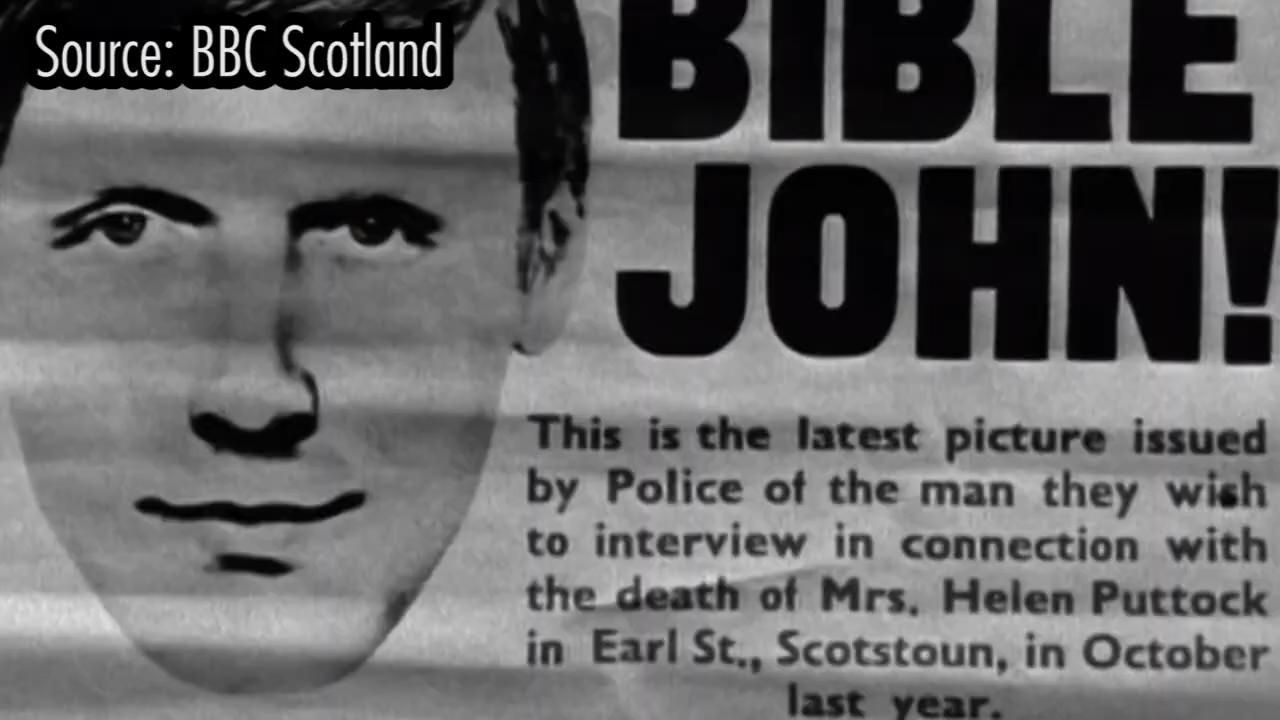 Source: BBC Scotland
BIBLE
JOHN!
This is the latest picture issued
by Police of the man they wish
to interview in connection with
the death of Mrs. Helen Puttock
in Earl St., Scotstoun, in October
last year.